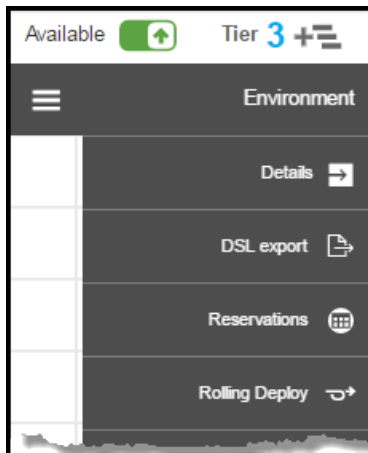 Available Tier 3
Environment
Details
DSL export
Reservations
Rolling Deploy